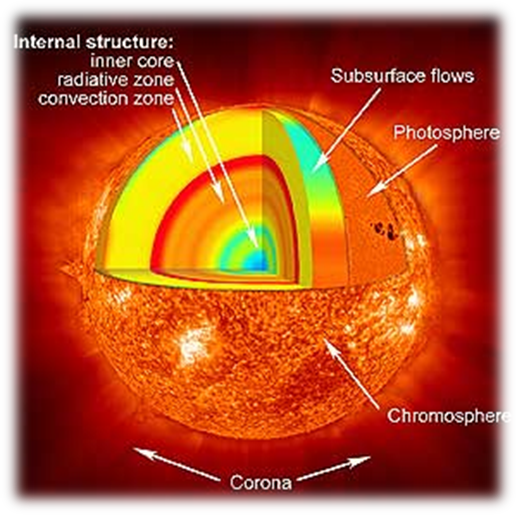 Internal structure:
inner core
radiative zone
convection zone
Subsurface flows
Photosphere
Chromosphere
Corona